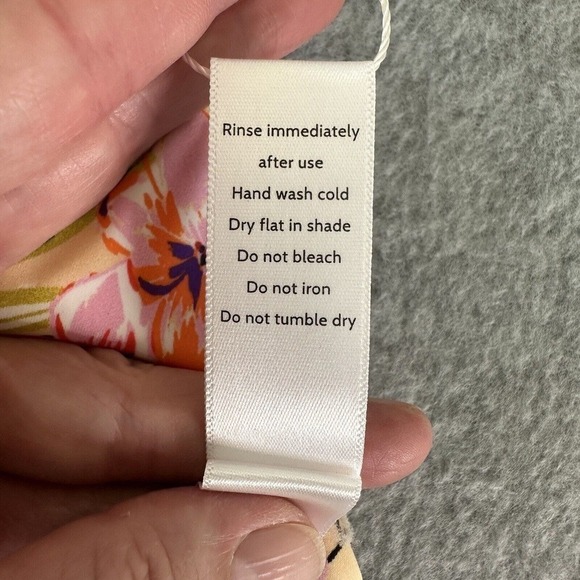 Rinse immediately
after use
Hand wash cold
Dry flat in shade
Do not bleach
Do not iron
Do not tumble dry